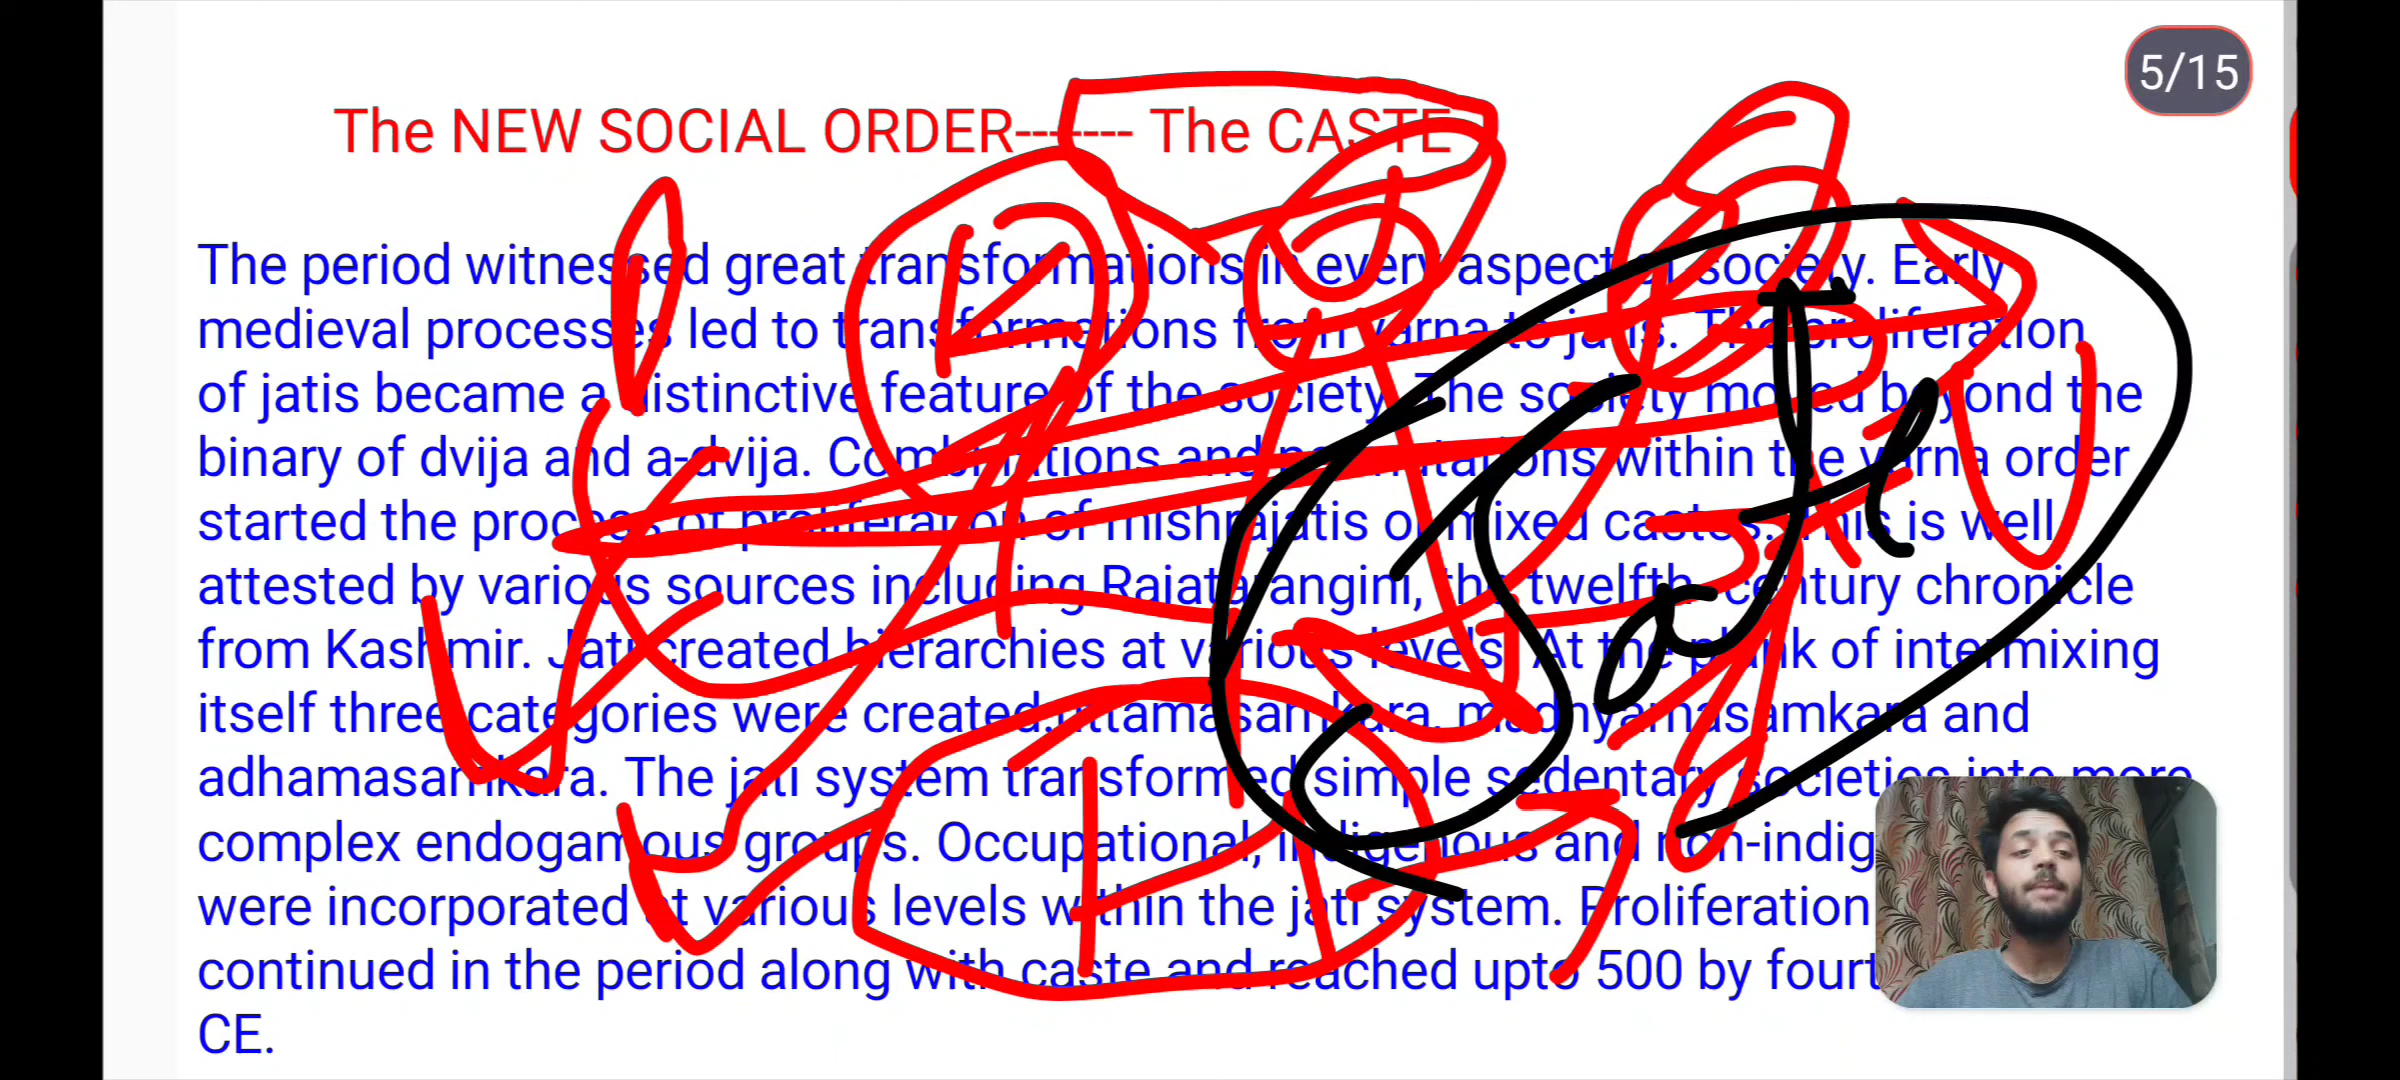 5/15
The NEW SOCIAL ORDER------- The CASTE
The period witnessed great transformations in every aspect of society. Early
medieval processes led to transformations from varna to jatis. The proliferation
of jatis became a distinctive feature of the society. The society moved beyond the
binary of dvija and a-dvija. Combinations and permutations within the varna order
started the process of proliferation of mishrajatis or mixed castes. This is well
attested by various sources including Rajatarangini, the twelfth- century chronicle
from Kashmir. Jati created hierarchies at various levels. At the plank of intermixing
itself three categories were created.uttamasamkara, madhyamasamkara and
adhamasamkara. The jati system transformed simple sedentary societies into more
complex endogamous groups. Occupational, indigenous and non-indig
were incorporated at various levels within the jati system. Proliferation
continued in the period along with caste and reached upto 500 by fourt
CE.